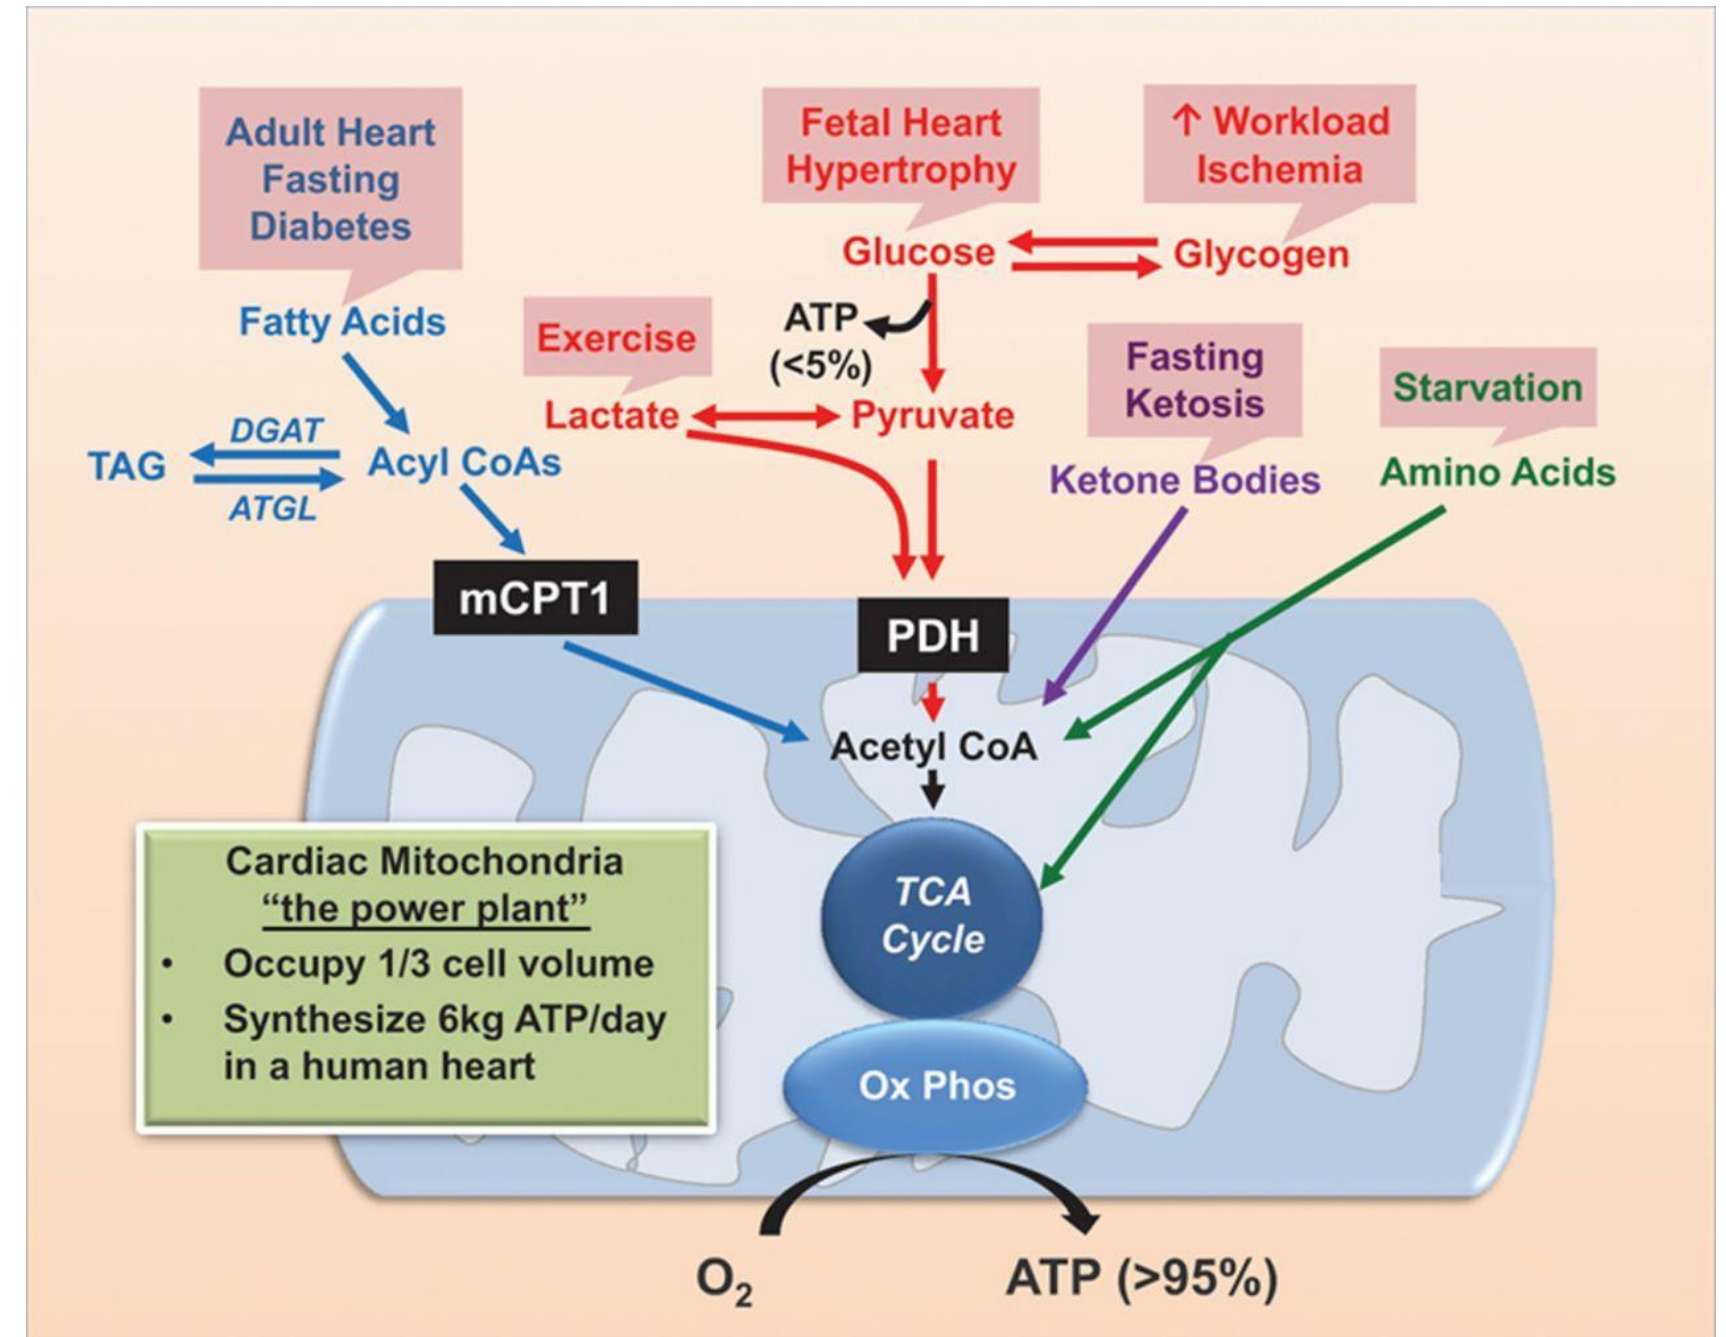 Adult Heart
Fasting
Diabetes
Fetal Heart
Hypertrophy
↑ Workload
Ischemia
Glucose
Glycogen
Fatty Acids
Exercise
ATP
(<5%)
Fasting
Ketosis
Starvation
Lactate
Pyruvate
DGAT
TAG
Acyl CoAs
ATGL
Ketone Bodies
Amino Acids
mCPT1
PDH
Acetyl CoA
TCA
Cycle
Cardiac Mitochondria
“the power plant”
• Occupy 1/3 cell volume
• Synthesize 6kg ATP/day
in a human heart
Ox Phos
O₂
ATP (>95%)